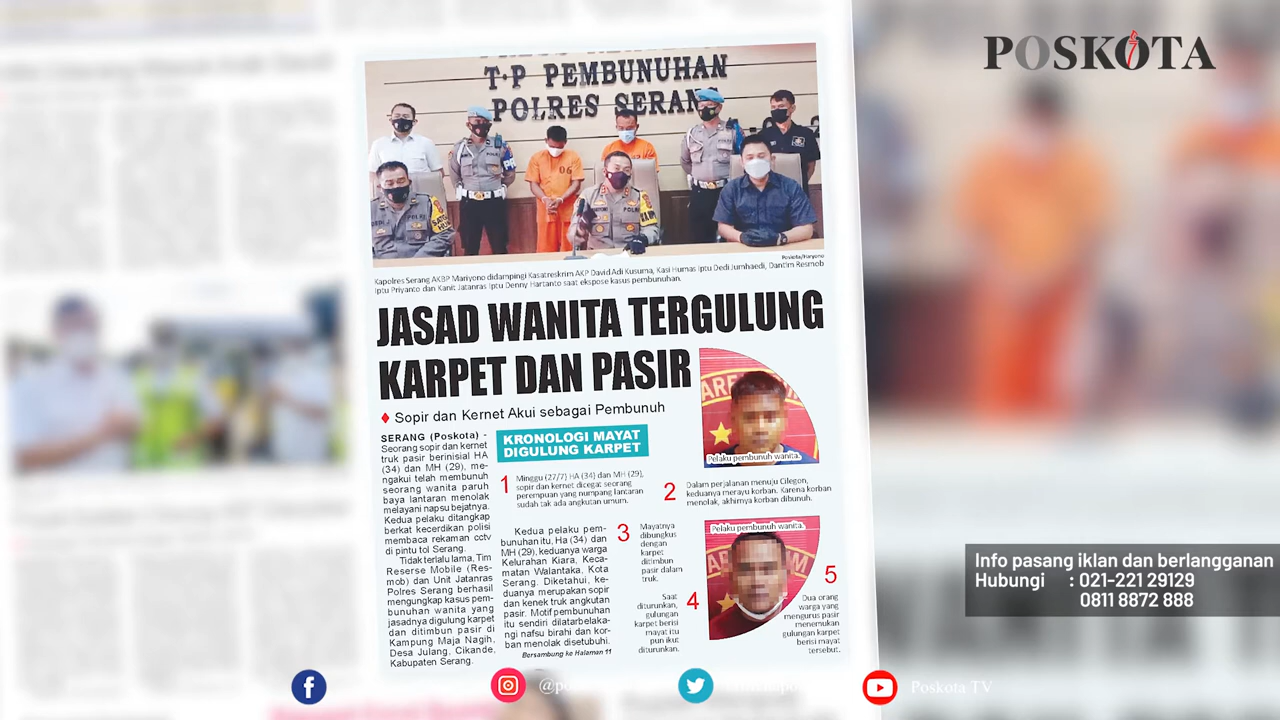 POSKOTA
T·P PEMBUNUHAN
POLRES SERANG
06
Poskota/Haryono
Kapolres Serang AKBP Mariyono didampingi Kasatreskrim AKP David Adi Kusuma, Kasi Humas Iptu Dedi Jumhaedi, Dantim Resmob
Iptu Priyanto dan Kanit Jatanras Iptu Denny Hartanto saat ekspose kasus pembunuhan.
JASAD WANITA TERGULUNG
KARPET DAN PASIR
Sopir dan Kernet Akui sebagai Pembunuh
SERANG (Poskota) -
Seorang sopir dan kernet
truk pasir berinisial HA
(34) dan MH (29), me-
ngakui telah membunuh
seorang wanita paruh
baya lantaran menolak
melayani napsu bejatnya.
Kedua pelaku ditangkap
berkat kecerdikan polisi
membaca rekaman cctv
di pintu tol Serang.
Tidak terlalu lama, Tim
Reserse Mobile (Res-
mob) dan Unit Jatanras
Polres Serang berhasil
mengungkap kasus pem-
bunuhan wanita yang
jasadnya digulung karpet
dan ditimbun pasir di
Kampung Maja Nagih,
Desa Julang, Cikande,
Kabupaten Serang.
KRONOLOGI MAYAT
DIGULUNG KARPET
1
Minggu (27/7) HA (34) dan MH (29),
sopir dan kernet dicegat seorang
perempuan yang numpang lantaran
sudah tak ada angkutan umum.
2
Dalam perjalanan menuju Cilegon,
keduanya merayu korban. Karena korban
menolak, akhirnya korban dibunuh.
Pelaku pembunuh wanita.
Kedua pelaku pem-
bunuhan itu, Ha (34) dan
MH (29), keduanya warga
Kelurahan Kiara, Keca-
matan Walantaka, Kota
Serang. Diketahui, ke-
duanya merupakan sopir
dan kenek truk angkutan
pasir. Motif pembunuhan
itu sendiri dilatarbelaka-
ngi nafsu birahi dan kor-
ban menolak disetubuhi.
Bersambung ke Halaman 11
3
Mayatnya
dibungkus
dengan
karpet
ditimbun
pasir dalam
truk.
4
Saat
diturunkan,
gulungan
karpet berisi
mayat itu
pun ikut
diturunkan.
Pelaku pembunuh wanita.
5
Dua orang
warga yang
mengurus pasir
menemukan
gulungan karpet
berisi mayat
tersebut.
Info pasang iklan dan berlangganan
Hubungi : 021-221 29129
0811 8872 888
Poskota TV